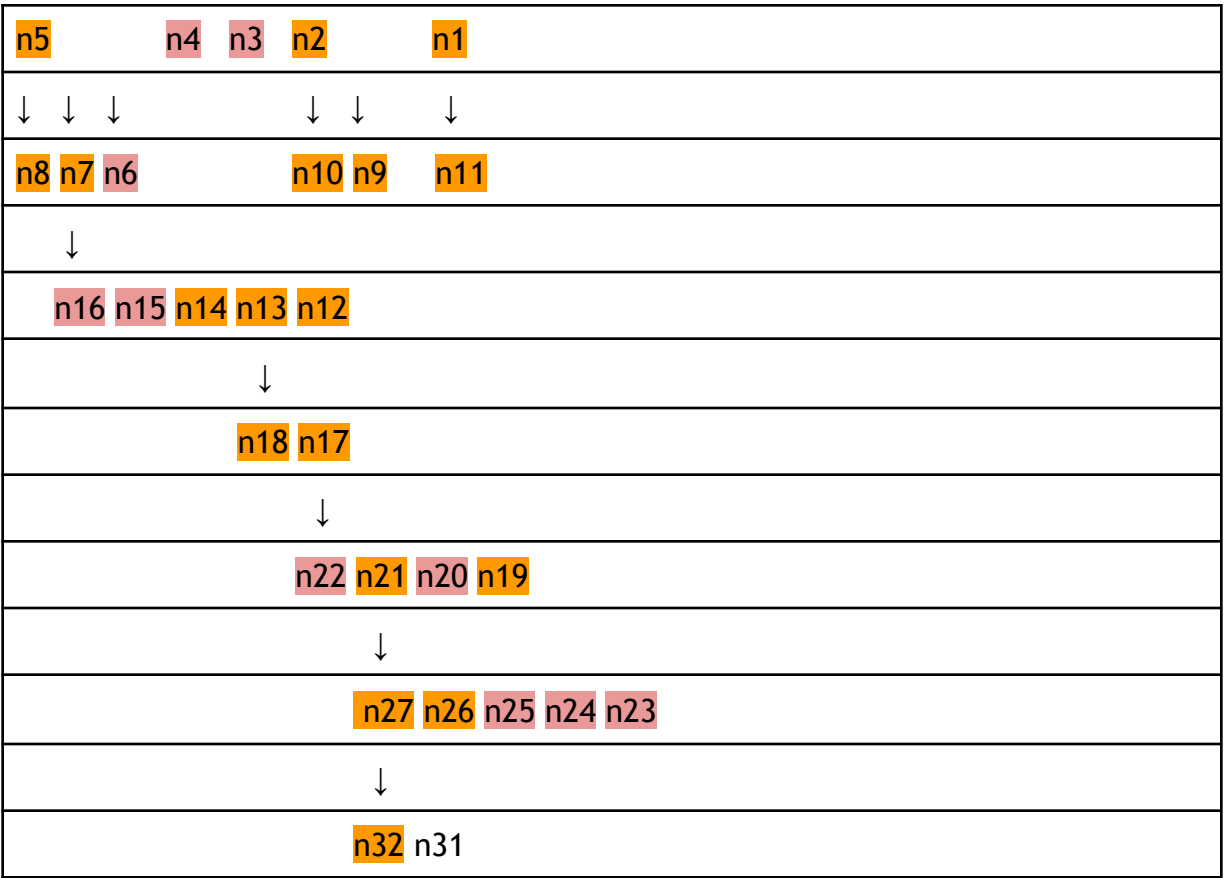 n5 n4 n3 n2 n1
↓ ↓ ↓ ↓ ↓ ↓
n8 n7 n6 n10 n9 n11
↓
n16 n15 n14 n13 n12
↓
n18 n17
↓
n22 n21 n20 n19
↓
n27 n26 n25 n24 n23
↓
n32 n31